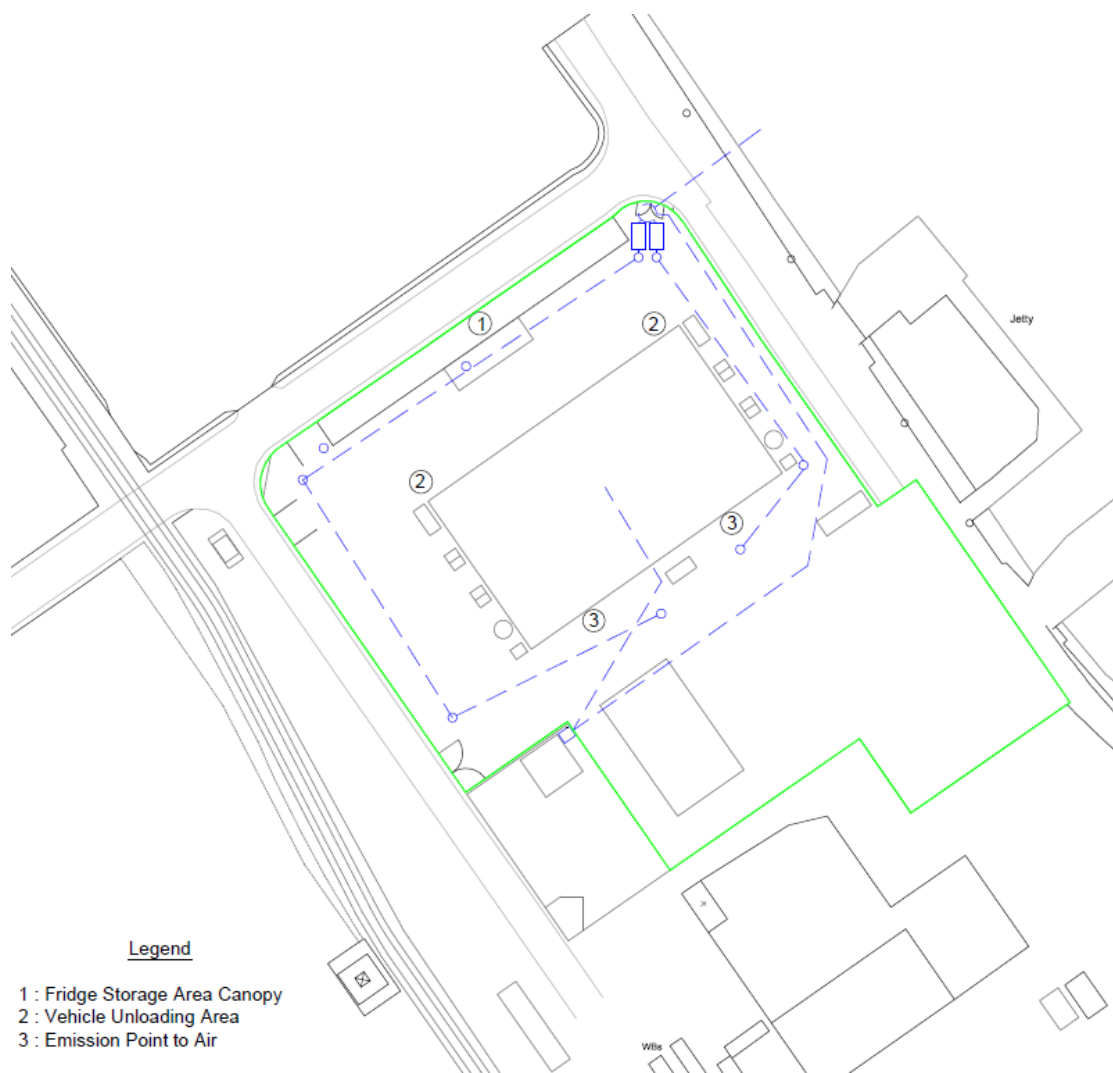 1
2
Jetty
2
3
3
WBs
Legend
1 : Fridge Storage Area Canopy
2 : Vehicle Unloading Area
3 : Emission Point to Air